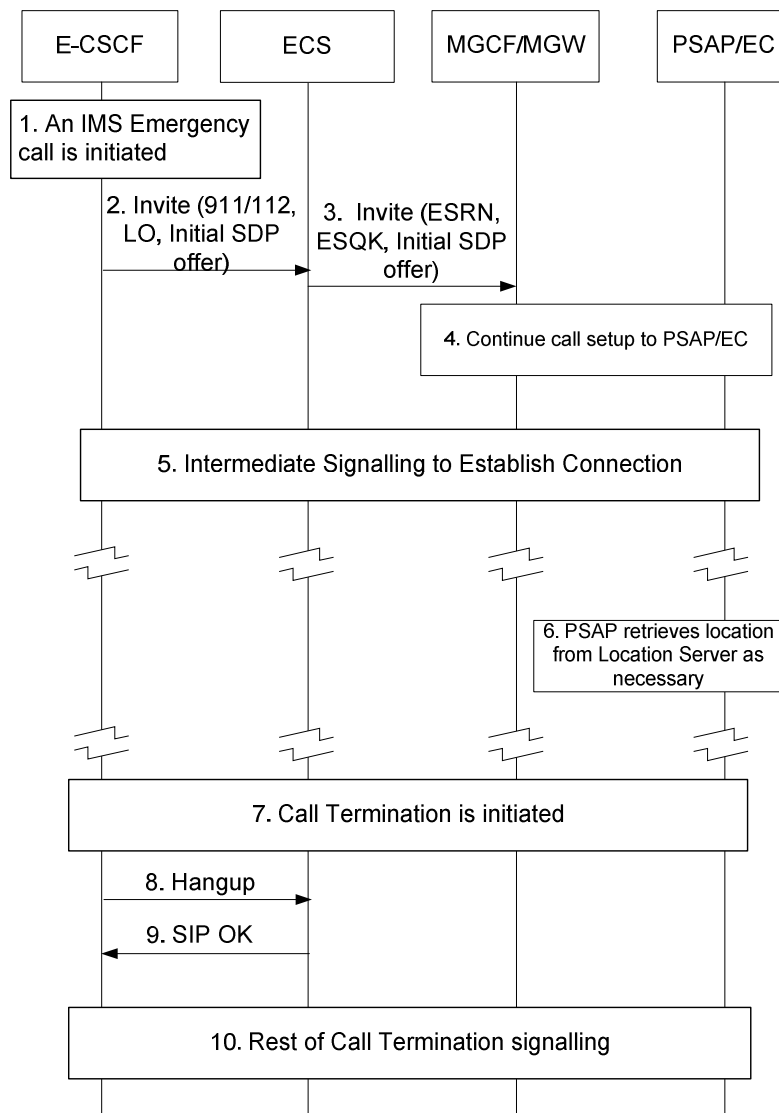 E-CSCF
ECS
MGCF/MGW
PSAP/EC
1. An IMS Emergency
call is initiated
2. Invite (911/112,
LO, Initial SDP
offer)
3. Invite (ESRN,
ESQK, Initial SDP
offer)
4. Continue call setup to PSAP/EC
5. Intermediate Signalling to Establish Connection
6. PSAP retrieves location
from Location Server as
necessary
7. Call Termination is initiated
8. Hangup
9. SIP OK
10. Rest of Call Termination signalling